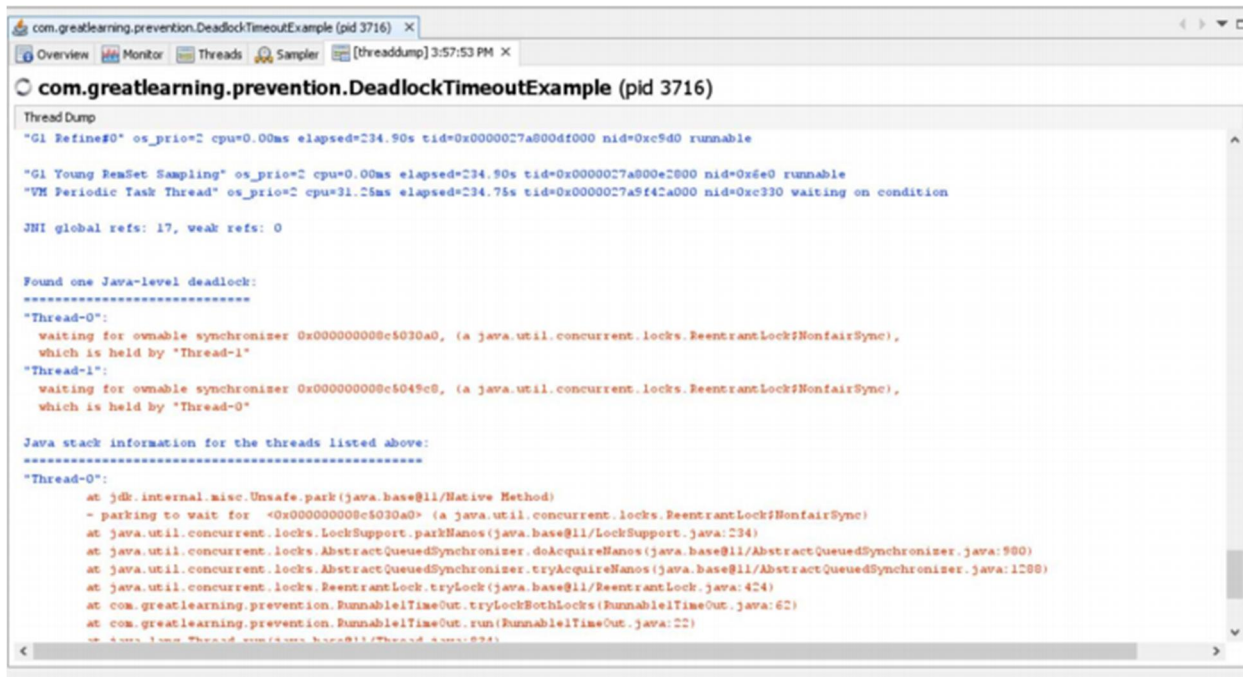 com.greatlearning.prevention.DeadlockTimeoutExample (pid 3716)
Overview Monitor Threads Sampler [threaddump] 3:57:53 PM
com.greatlearning.prevention.DeadlockTimeoutExample (pid 3716)
Thread Dump
"G1 Refine#0" os_prio=2 cpu=0.00ms elapsed=234.90s tid=0x0000027a800df000 nid=0xc9d0 runnable
"G1 Young RemSet Sampling" os_prio=2 cpu=0.00ms elapsed=234.90s tid=0x0000027a800e2800 nid=0x6e0 runnable
"VM Periodic Task Thread" os_prio=2 cpu=31.25ms elapsed=234.75s tid=0x0000027a9f42a000 nid=0xc330 waiting on condition
JNI global refs: 17, weak refs: 0
Found one Java-level deadlock:
=============================
"Thread-0":
waiting for ownable synchronizer 0x000000008c5030a0, (a java.util.concurrent.locks.ReentrantLock$NonfairSync),
which is held by "Thread-1"
"Thread-1":
waiting for ownable synchronizer 0x000000008c5049c8, (a java.util.concurrent.locks.ReentrantLock$NonfairSync),
which is held by "Thread-0"
Java stack information for the threads listed above:
===================================================
"Thread-0":
at jdk.internal.misc.Unsafe.park(java.base@11/Native Method)
- parking to wait for <0x000000008c5030a0> (a java.util.concurrent.locks.ReentrantLock$NonfairSync)
at java.util.concurrent.locks.LockSupport.parkNanos(java.base@11/LockSupport.java:234)
at java.util.concurrent.locks.AbstractQueuedSynchronizer.doAcquireNanos(java.base@11/AbstractQueuedSynchronizer.java:980)
at java.util.concurrent.locks.AbstractQueuedSynchronizer.tryAcquireNanos(java.base@11/AbstractQueuedSynchronizer.java:1288)
at java.util.concurrent.locks.ReentrantLock.tryLock(java.base@11/ReentrantLock.java:424)
at com.greatlearning.prevention.Runnable1TimeOut.tryLockBothLocks(Runnable1TimeOut.java:62)
at com.greatlearning.prevention.Runnable1TimeOut.run(Runnable1TimeOut.java:22)
at java.lang.Thread.run(java.base@11/Thread.java:834)